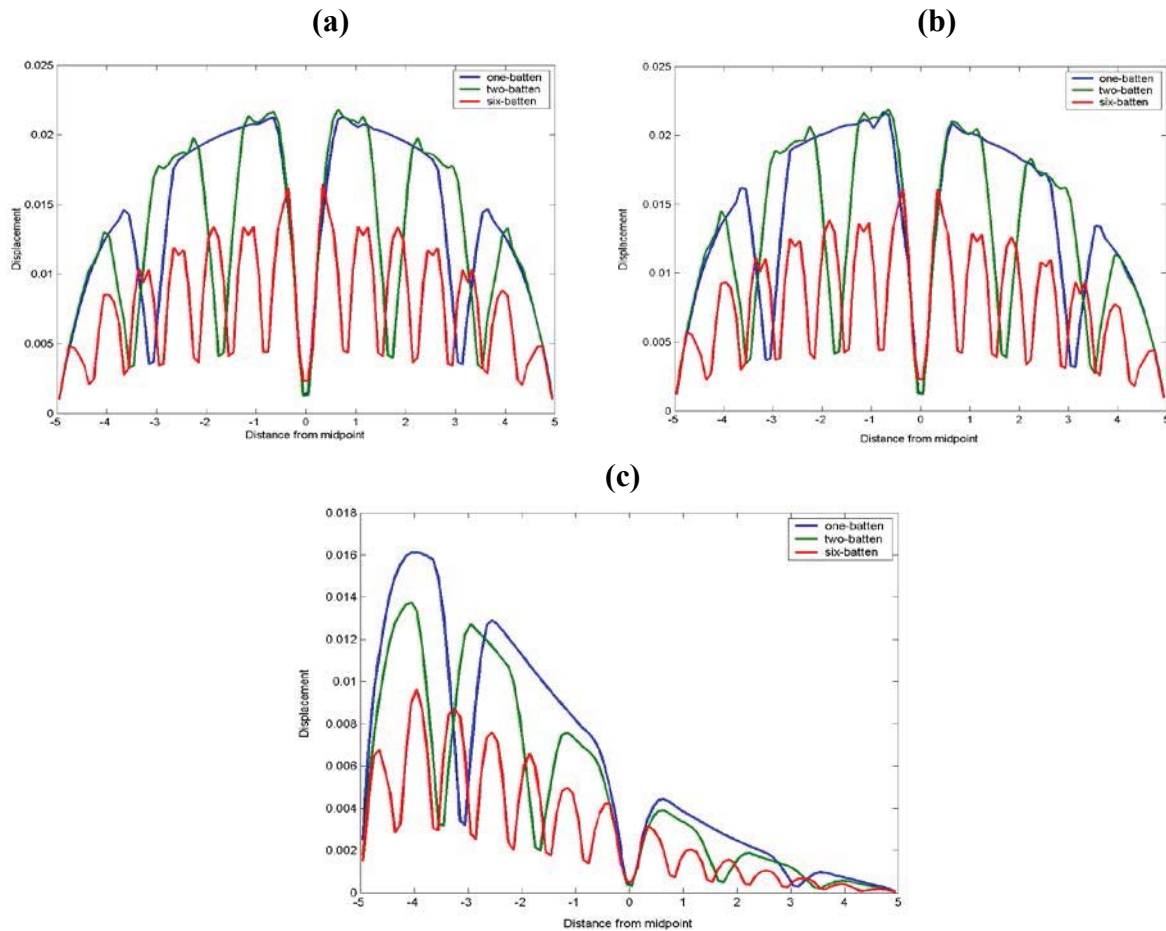 (a)
(b)
0.025
0.02
0.015
0.01
0.005
0
Displacement
one-batten
two-batten
six-batten
-5 -4 -3 -2 -1 0 1 2 3 4 5
Distance from midpoint
0.025
0.02
0.015
0.01
0.005
0
Displacement
one-batten
two-batten
six-batten
-5 -4 -3 -2 -1 0 1 2 3 4 5
Distance from midpoint
(c)
0.018
0.016
0.014
0.012
0.01
0.008
0.006
0.004
0.002
0
Displacement
one-batten
two-batten
six-batten
-5 -4 -3 -2 -1 0 1 2 3 4 5
Distance from midpoint